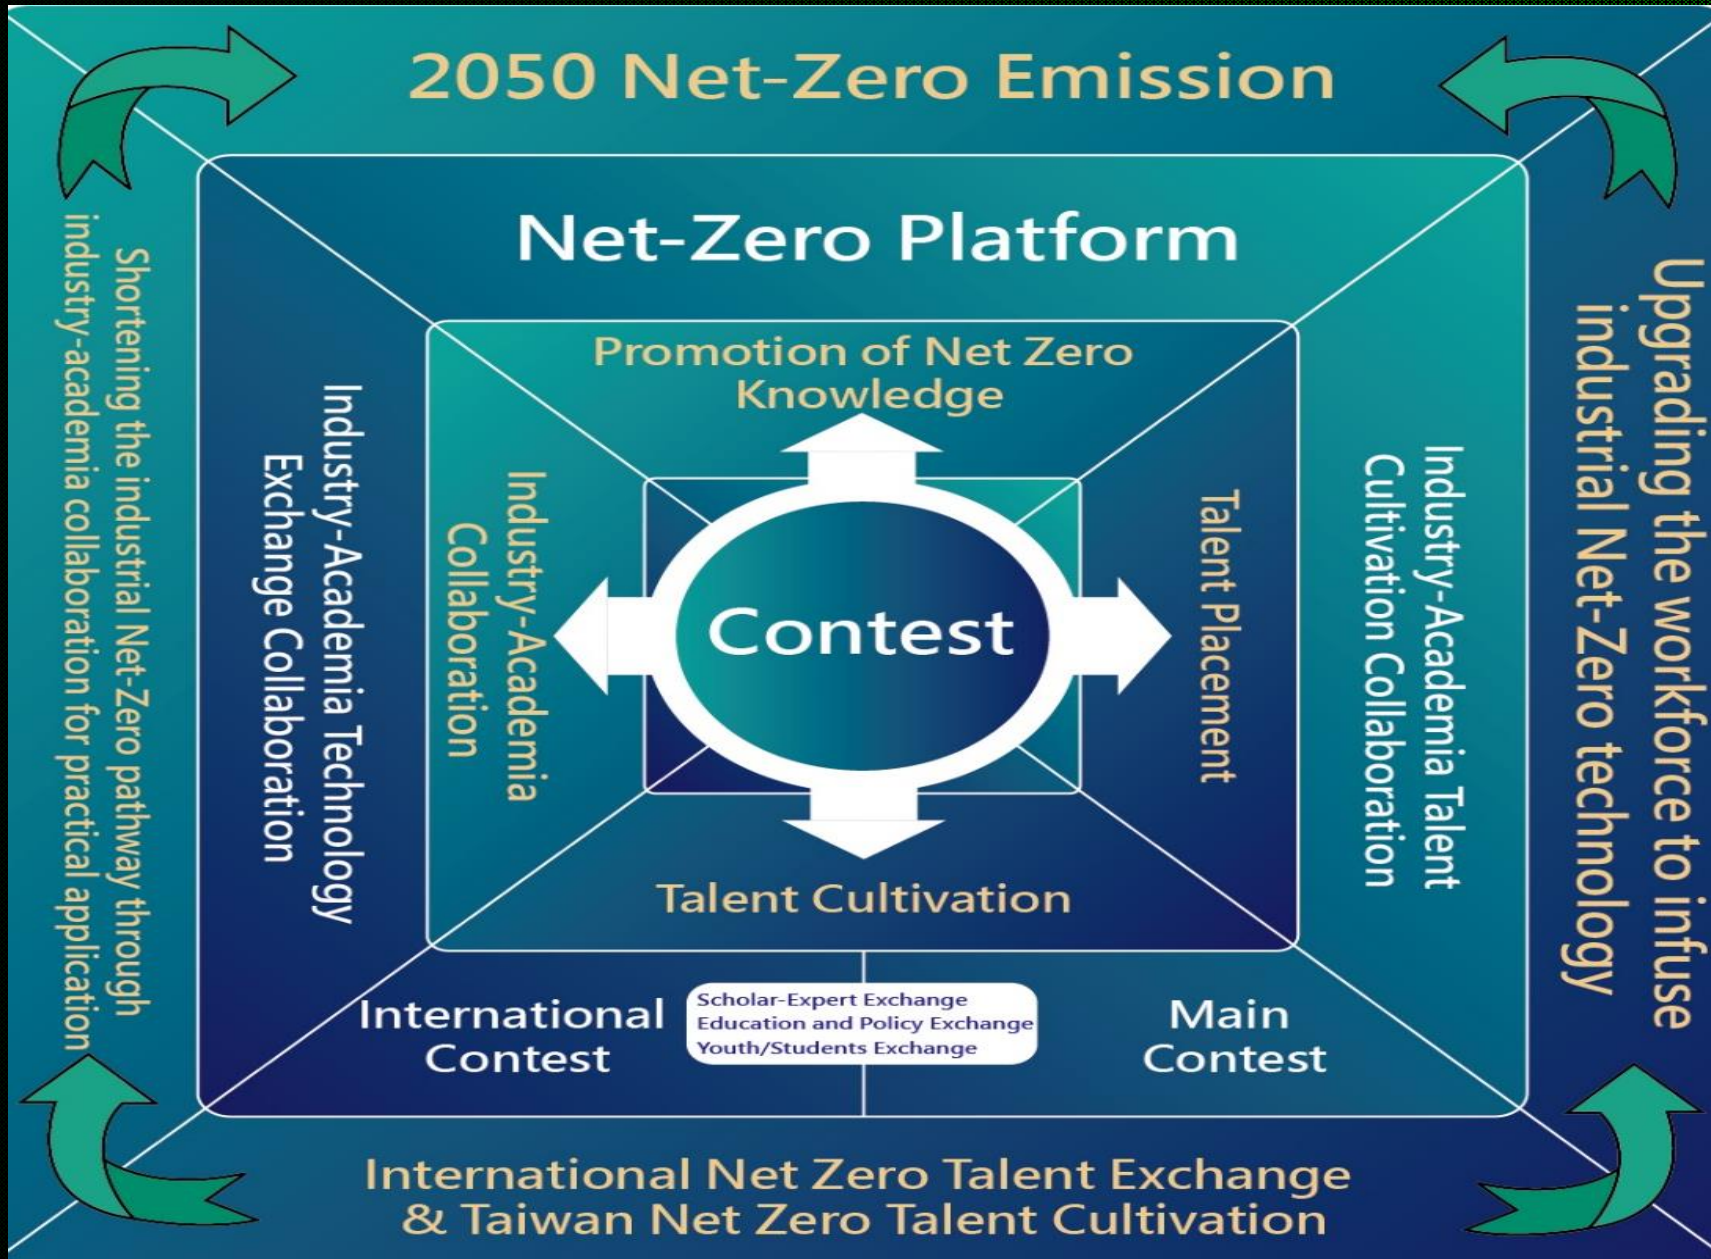 2050 Net-Zero Emission
Net-Zero Platform
Promotion of Net Zero
Knowledge
Shortening the industrial Net-Zero pathway through
industry-academia collaboration for practical application
Industry-Academia Technology
Exchange Collaboration
Industry-Academia
Collaboration
Contest
Talent Placement
Industry-Academia Talent
Cultivation Collaboration
Upgrading the workforce to infuse
industrial Net-Zero technology
Talent Cultivation
International
Contest
Scholar-Expert Exchange
Education and Policy Exchange
Youth/Students Exchange
Main
Contest
International Net Zero Talent Exchange
& Taiwan Net Zero Talent Cultivation